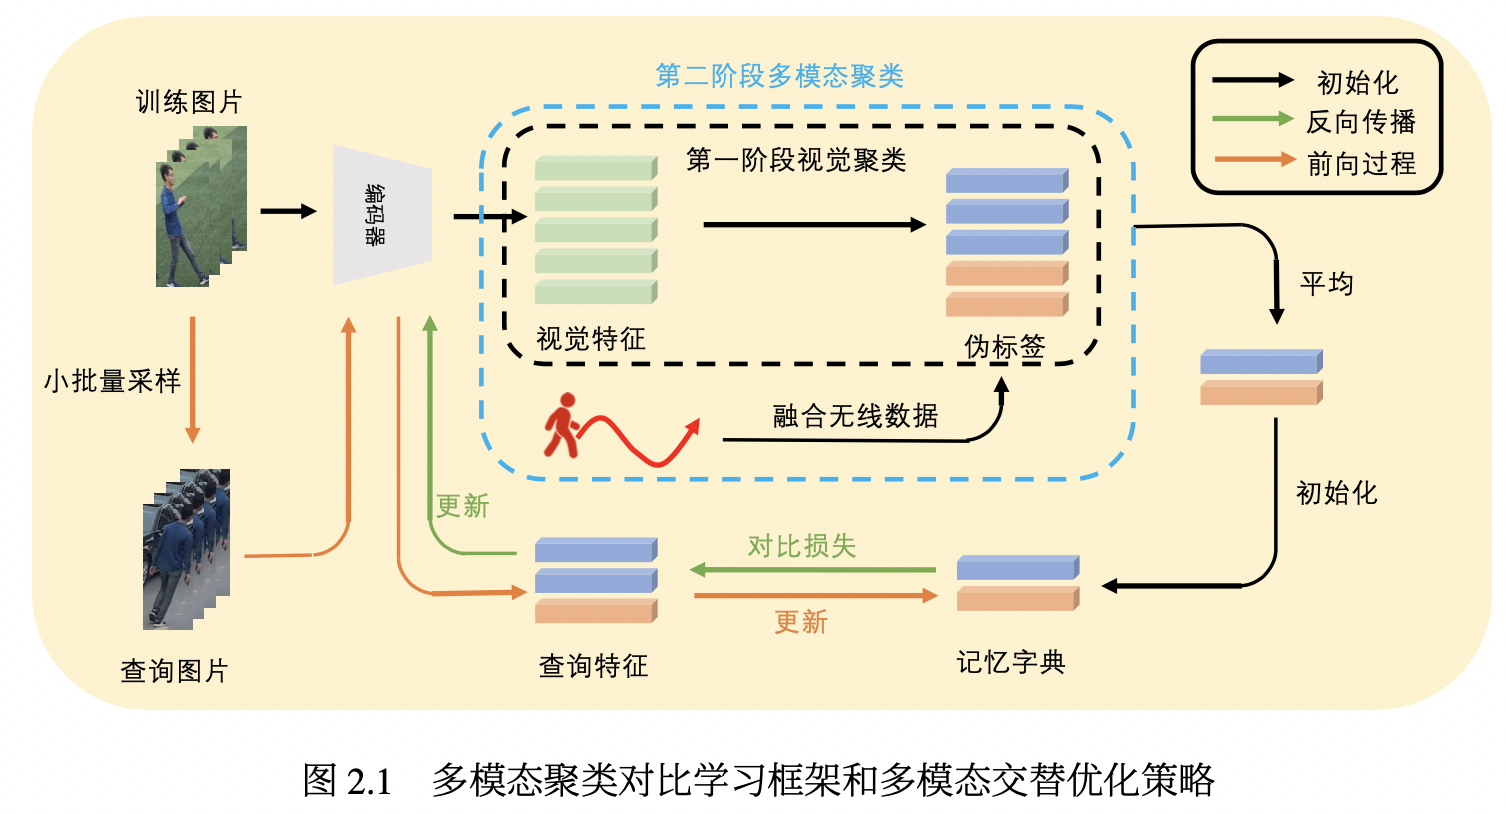 第二阶段多模态聚类
初始化
反向传播
前向过程
训练图片
编码器
第一阶段视觉聚类
视觉特征
伪标签
平均
小批量采样
融合无线数据
初始化
更新
对比损失
更新
查询图片
查询特征
记忆字典
图 2.1 多模态聚类对比学习框架和多模态交替优化策略